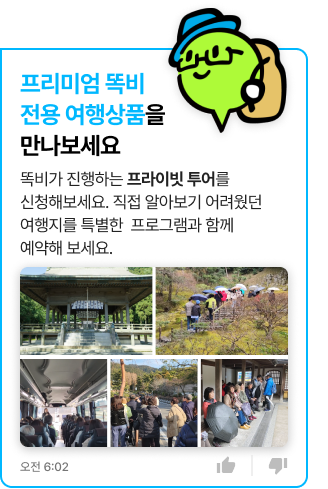 프리미엄 똑비
전용 여행상품을
만나보세요
똑비가 진행하는 프라이빗 투어를
신청해보세요. 직접 알아보기 어려웠던
여행지를 특별한 프로그램과 함께
예약해 보세요.
오전 6:02